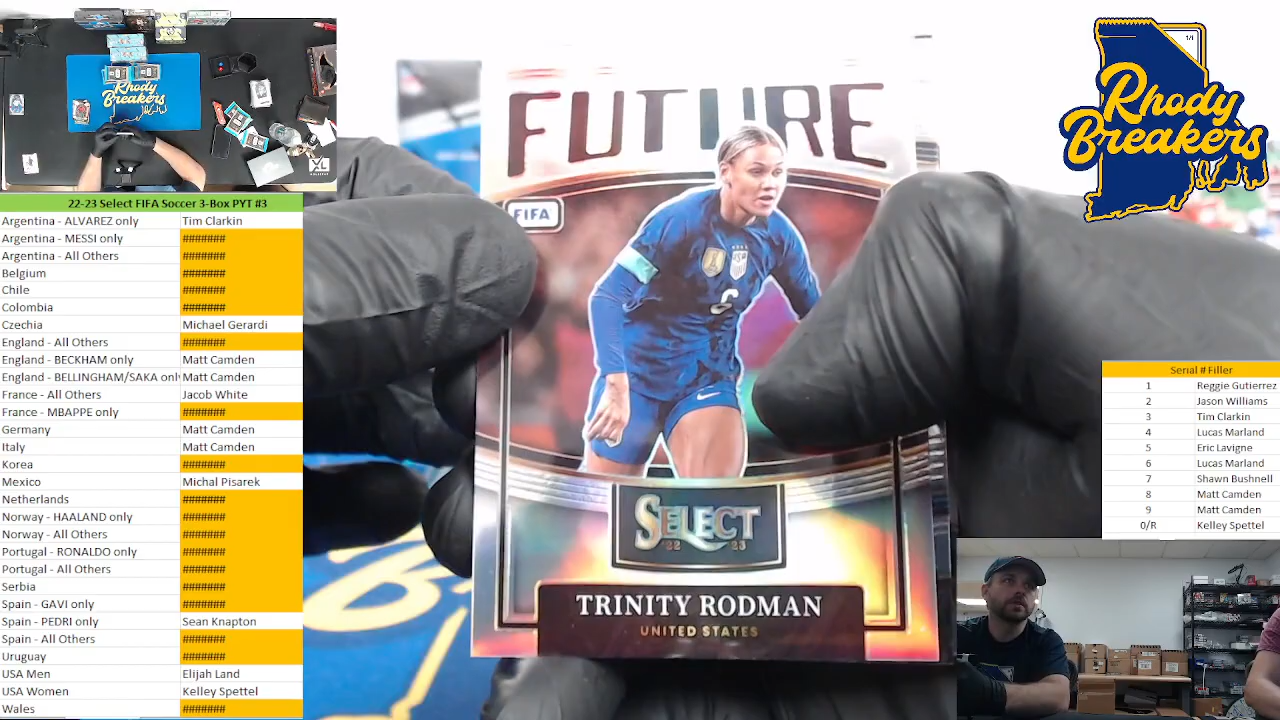 Rhody
Breakers
XL
22-23 Select FIFA Soccer 3-Box PYT #3
Argentina - ALVAREZ only Tim Clarkin
Argentina - MESSI only #######
Argentina - All Others #######
Belgium #######
Chile #######
Colombia #######
Czechia Michael Gerardi
England - All Others #######
England - BECKHAM only Matt Camden
England - BELLINGHAM/SAKA only Matt Camden
France - All Others Jacob White
France - MBAPPE only #######
Germany Matt Camden
Italy Matt Camden
Korea #######
Mexico Michal Pisarek
Netherlands #######
Norway - HAALAND only #######
Norway - All Others #######
Portugal - RONALDO only #######
Portugal - All Others #######
Serbia #######
Spain - GAVI only #######
Spain - PEDRI only Sean Knapton
Spain - All Others #######
Uruguay #######
USA Men Elijah Land
USA Women Kelley Spettel
Wales #######
FUTURE
FIFA
6
SELECT
22 23
TRINITY RODMAN
UNITED STATES
1/1
Rhody
Breakers
Serial # Filler
1 Reggie Gutierrez
2 Jason Williams
3 Tim Clarkin
4 Lucas Marland
5 Eric Lavigne
6 Lucas Marland
7 Shawn Bushnell
8 Matt Camden
9 Matt Camden
0/R Kelley Spettel